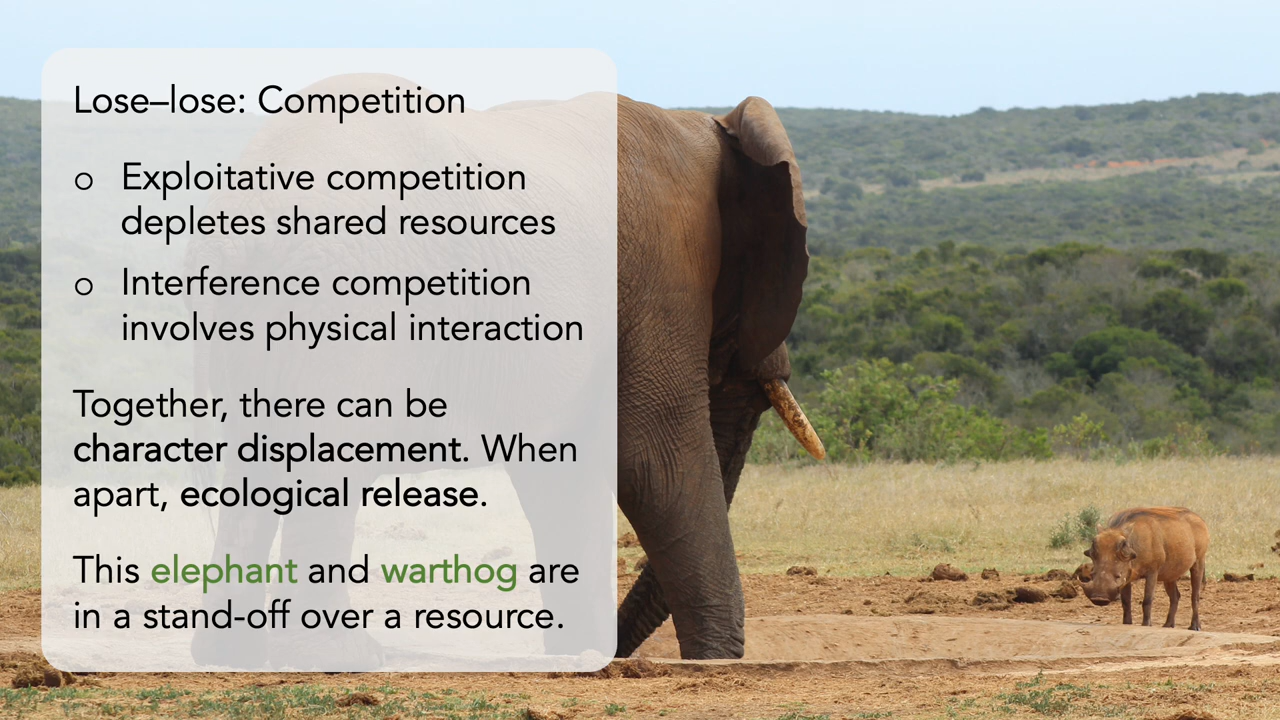 Lose–lose: Competition
o Exploitative competition
depletes shared resources
o Interference competition
involves physical interaction
Together, there can be
character displacement. When
apart, ecological release.
This elephant and warthog are
in a stand-off over a resource.